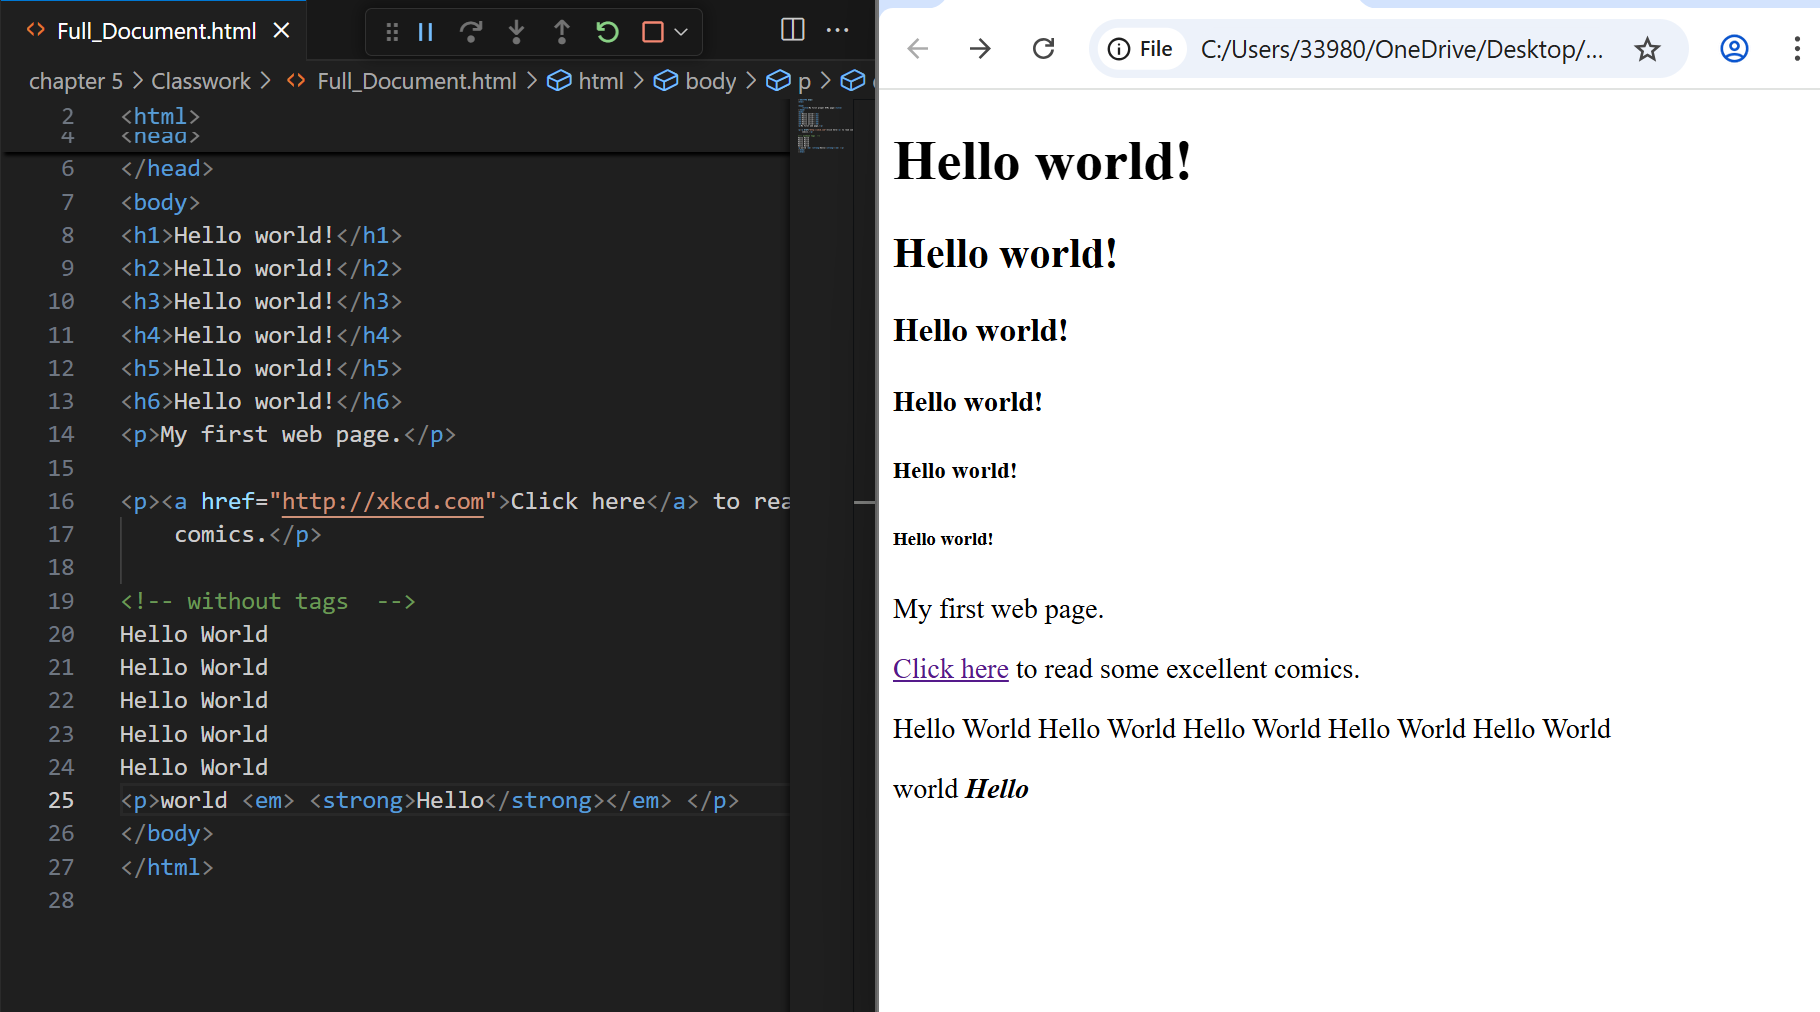 Full_Document.html
chapter 5 > Classwork > Full_Document.html > html > body > p >
2 <html>
4 <head>
6 </head>
7 <body>
8 <h1>Hello world!</h1>
9 <h2>Hello world!</h2>
10 <h3>Hello world!</h3>
11 <h4>Hello world!</h4>
12 <h5>Hello world!</h5>
13 <h6>Hello world!</h6>
14 <p>My first web page.</p>
15
16 <p><a href="http://xkcd.com">Click here</a> to rea
17 comics.</p>
18
19 <!-- without tags  -->
20 Hello World
21 Hello World
22 Hello World
23 Hello World
24 Hello World
25 <p>world <em> <strong>Hello</strong></em> </p>
26 </body>
27 </html>
28
File C:/Users/33980/OneDrive/Desktop/...
Hello world!
Hello world!
Hello world!
Hello world!
Hello world!
Hello world!
My first web page.
Click here to read some excellent comics.
Hello World Hello World Hello World Hello World Hello World
world Hello